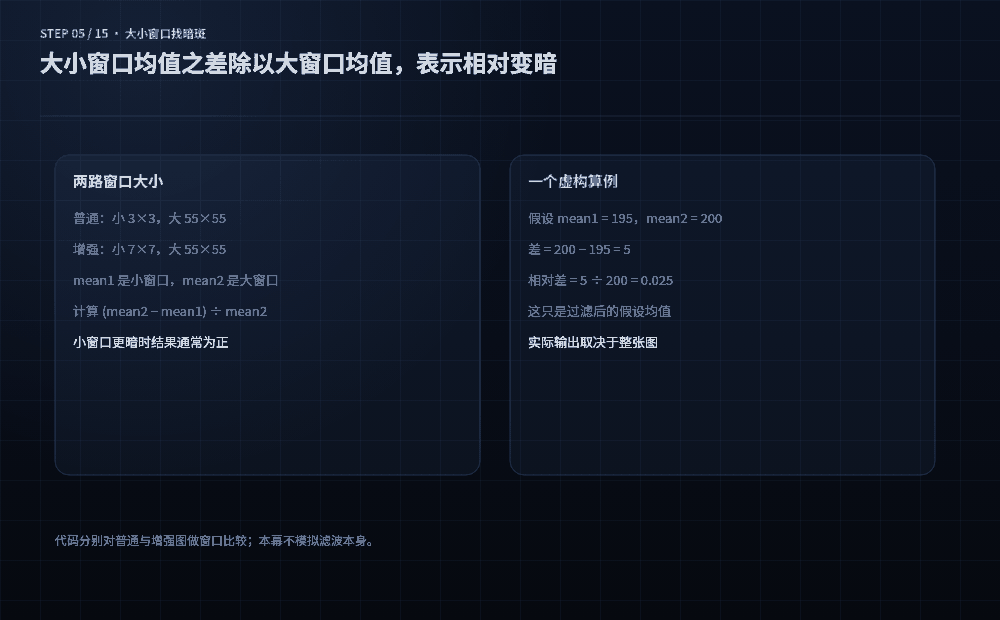 STEP 05 / 15 · 大小窗口找暗斑
大小窗口均值之差除以大窗口均值，表示相对变暗
两路窗口大小
普通：小 3×3，大 55×55
增强：小 7×7，大 55×55
mean1 是小窗口，mean2 是大窗口
计算 (mean2 − mean1) ÷ mean2
小窗口更暗时结果通常为正
一个虚构算例
假设 mean1 = 195，mean2 = 200
差 = 200 − 195 = 5
相对差 = 5 ÷ 200 = 0.025
这只是过滤后的假设均值
实际输出取决于整张图
代码分别对普通与增强图做窗口比较；本幕不模拟滤波本身。